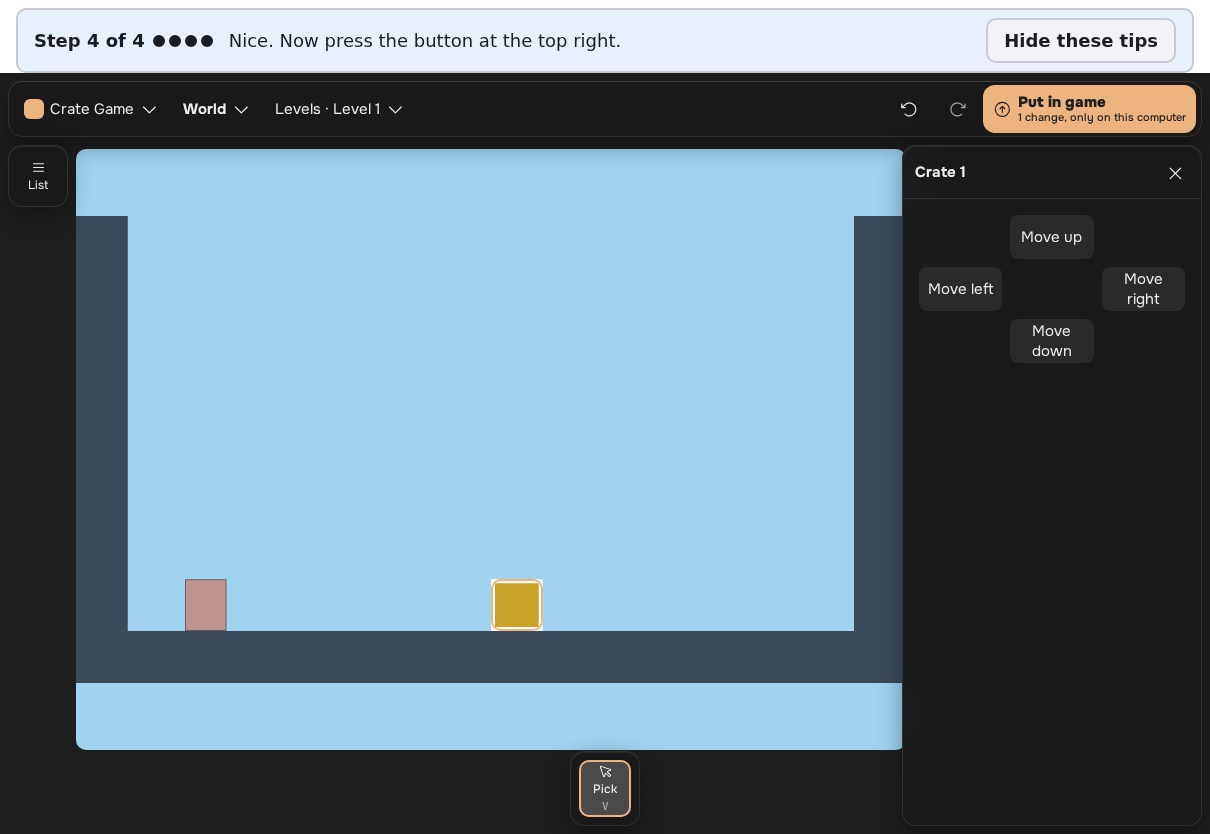 Step 4 of 4 ●●●● Nice. Now press the button at the top right.
Hide these tips
Crate Game
World
Levels · Level 1
Put in game
1 change, only on this computer
List
Crate 1
Move up
Move left
Move
right
Move
down
Pick
V